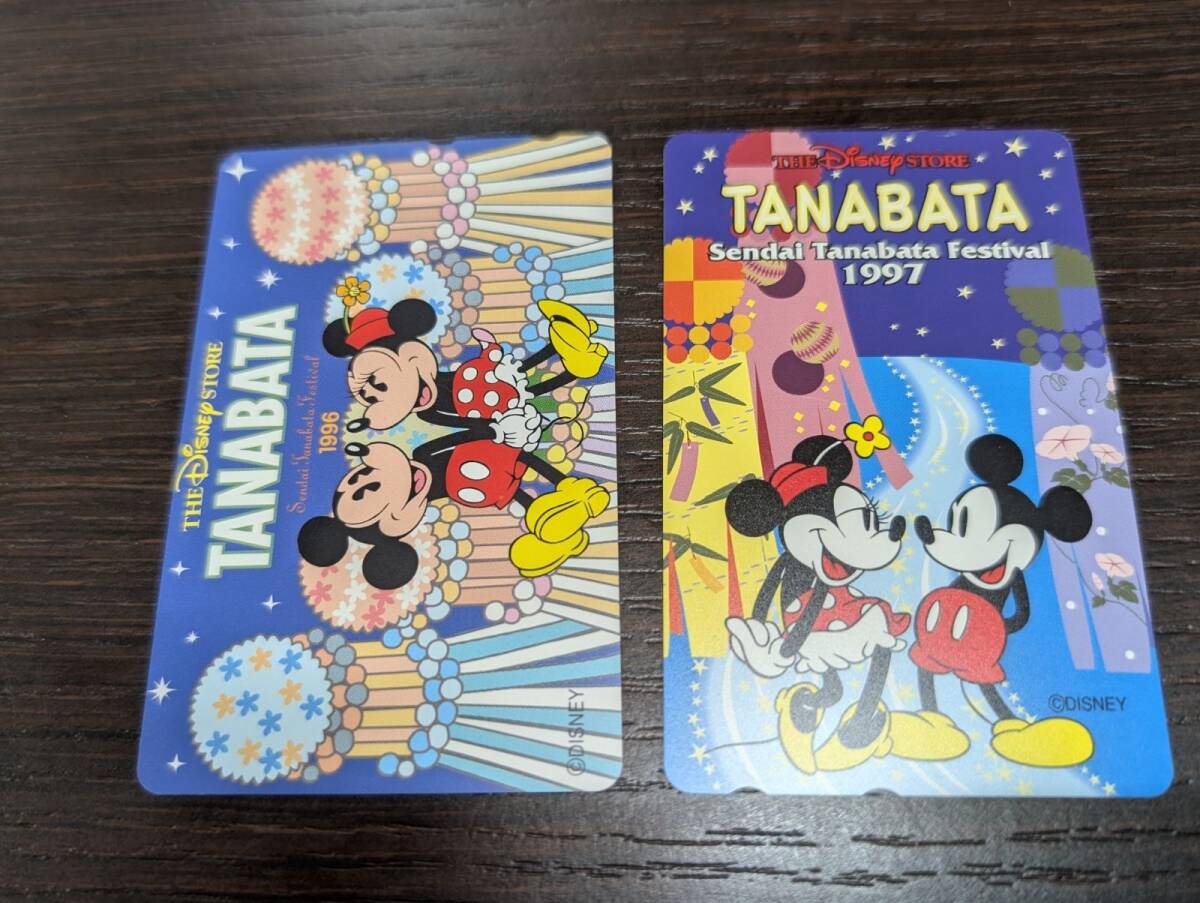 THE DISNEY STORE
TANABATA
Sendai Tanabata Festival
1996
©DISNEY
THE DISNEY STORE
TANABATA
Sendai Tanabata Festival
1997
©DISNEY